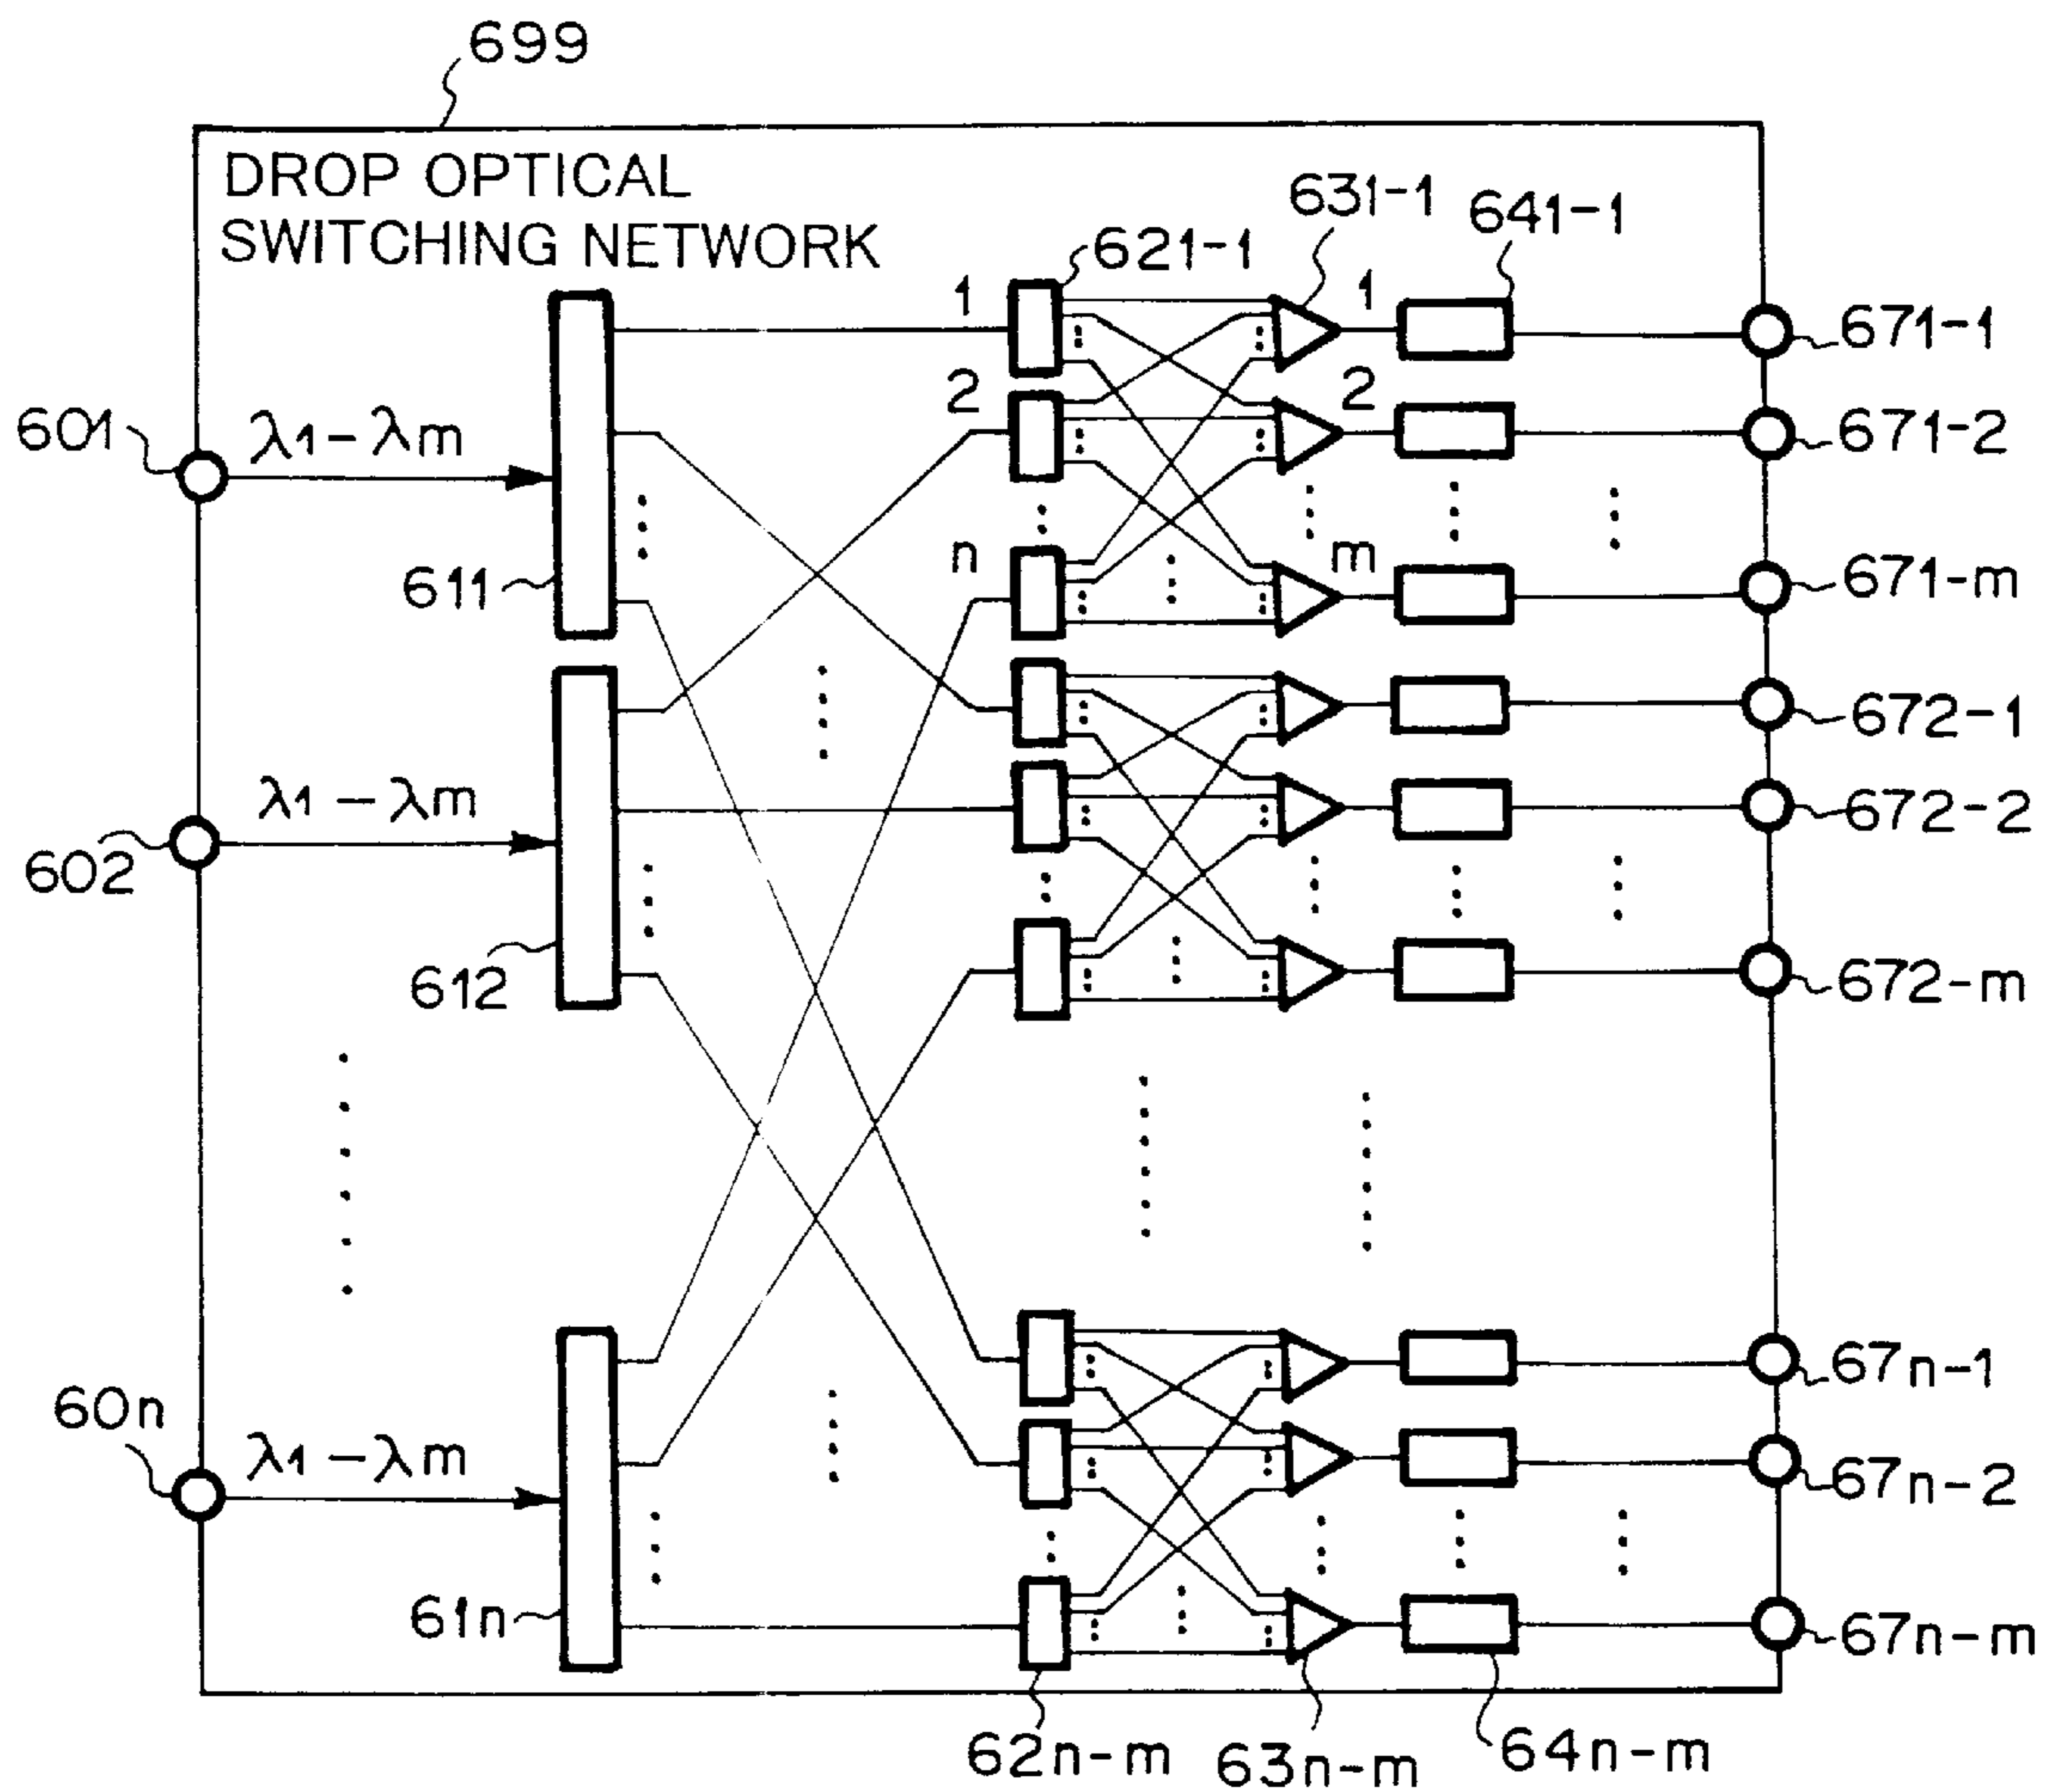 699
DROP OPTICAL
SWITCHING NETWORK
631-1
641-1
621-1
1
1
671-1
2
2
671-2
601
λ1-λm
n
m
671-m
611
672-1
λ1-λm
672-2
602
612
672-m
67n-1
60n
λ1-λm
67n-2
61n
67n-m
62n-m
63n-m
64n-m